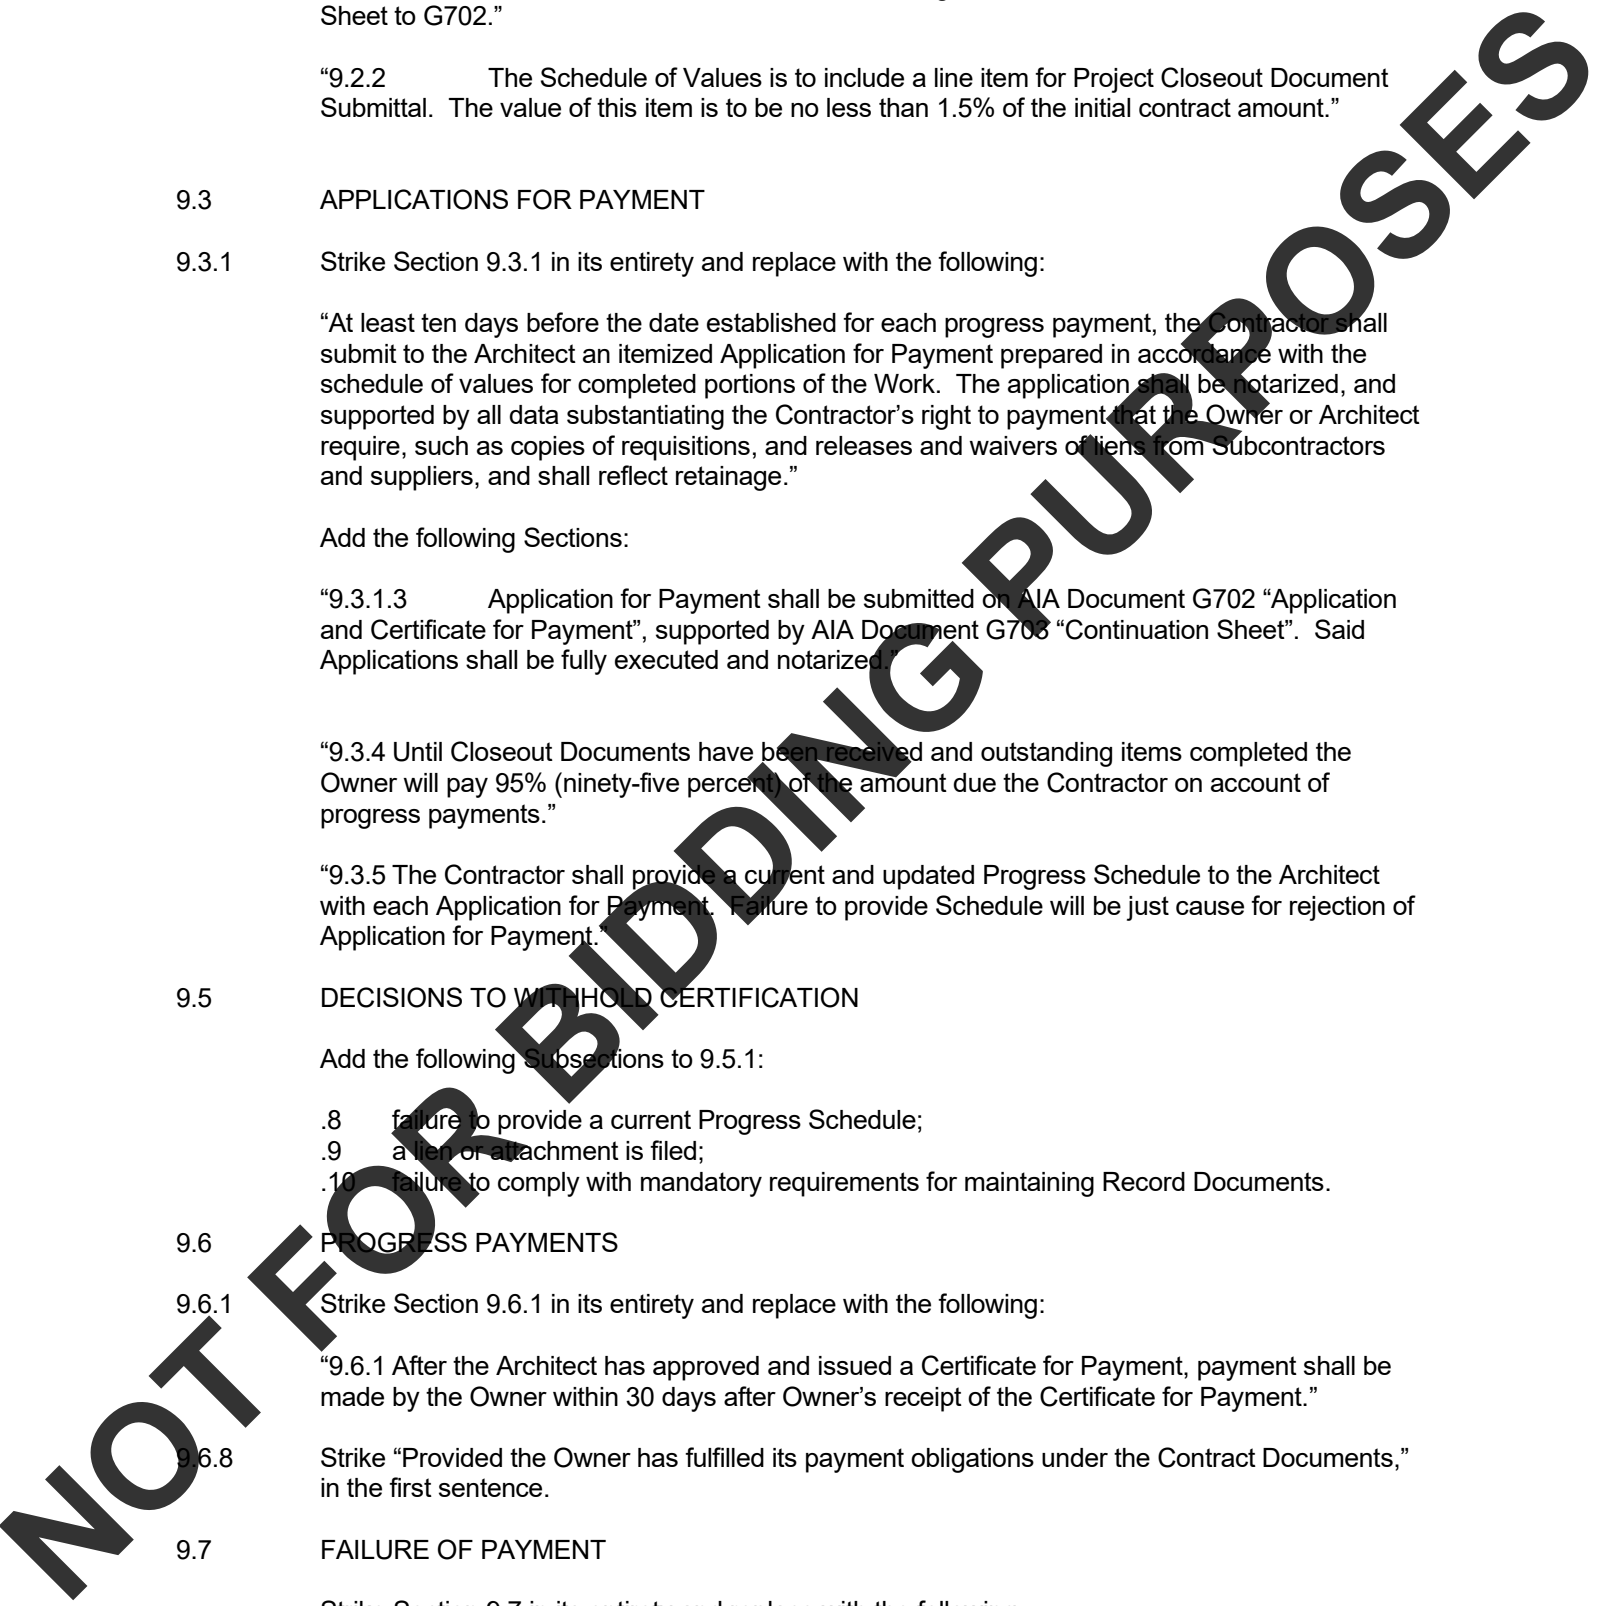 Sheet to G702.”
“9.2.2 The Schedule of Values is to include a line item for Project Closeout Document
Submittal. The value of this item is to be no less than 1.5% of the initial contract amount.”
9.3 APPLICATIONS FOR PAYMENT
9.3.1 Strike Section 9.3.1 in its entirety and replace with the following:
“At least ten days before the date established for each progress payment, the Contractor shall
submit to the Architect an itemized Application for Payment prepared in accordance with the
schedule of values for completed portions of the Work. The application shall be notarized, and
supported by all data substantiating the Contractor’s right to payment that the Owner or Architect
require, such as copies of requisitions, and releases and waivers of liens from Subcontractors
and suppliers, and shall reflect retainage.”
Add the following Sections:
“9.3.1.3 Application for Payment shall be submitted on AIA Document G702 “Application
and Certificate for Payment”, supported by AIA Document G703 “Continuation Sheet”. Said
Applications shall be fully executed and notarized.”
“9.3.4 Until Closeout Documents have been received and outstanding items completed the
Owner will pay 95% (ninety-five percent) of the amount due the Contractor on account of
progress payments.”
“9.3.5 The Contractor shall provide a current and updated Progress Schedule to the Architect
with each Application for Payment. Failure to provide Schedule will be just cause for rejection of
Application for Payment.”
9.5 DECISIONS TO WITHHOLD CERTIFICATION
Add the following Subsections to 9.5.1:
.8 failure to provide a current Progress Schedule;
.9 a lien or attachment is filed;
.10 failure to comply with mandatory requirements for maintaining Record Documents.
9.6 PROGRESS PAYMENTS
9.6.1 Strike Section 9.6.1 in its entirety and replace with the following:
“9.6.1 After the Architect has approved and issued a Certificate for Payment, payment shall be
made by the Owner within 30 days after Owner’s receipt of the Certificate for Payment.”
9.6.8 Strike “Provided the Owner has fulfilled its payment obligations under the Contract Documents,”
in the first sentence.
9.7 FAILURE OF PAYMENT
Strike Section 9.7 in its entirety and replace with the following:
NOT FOR BIDDING PURPOSES